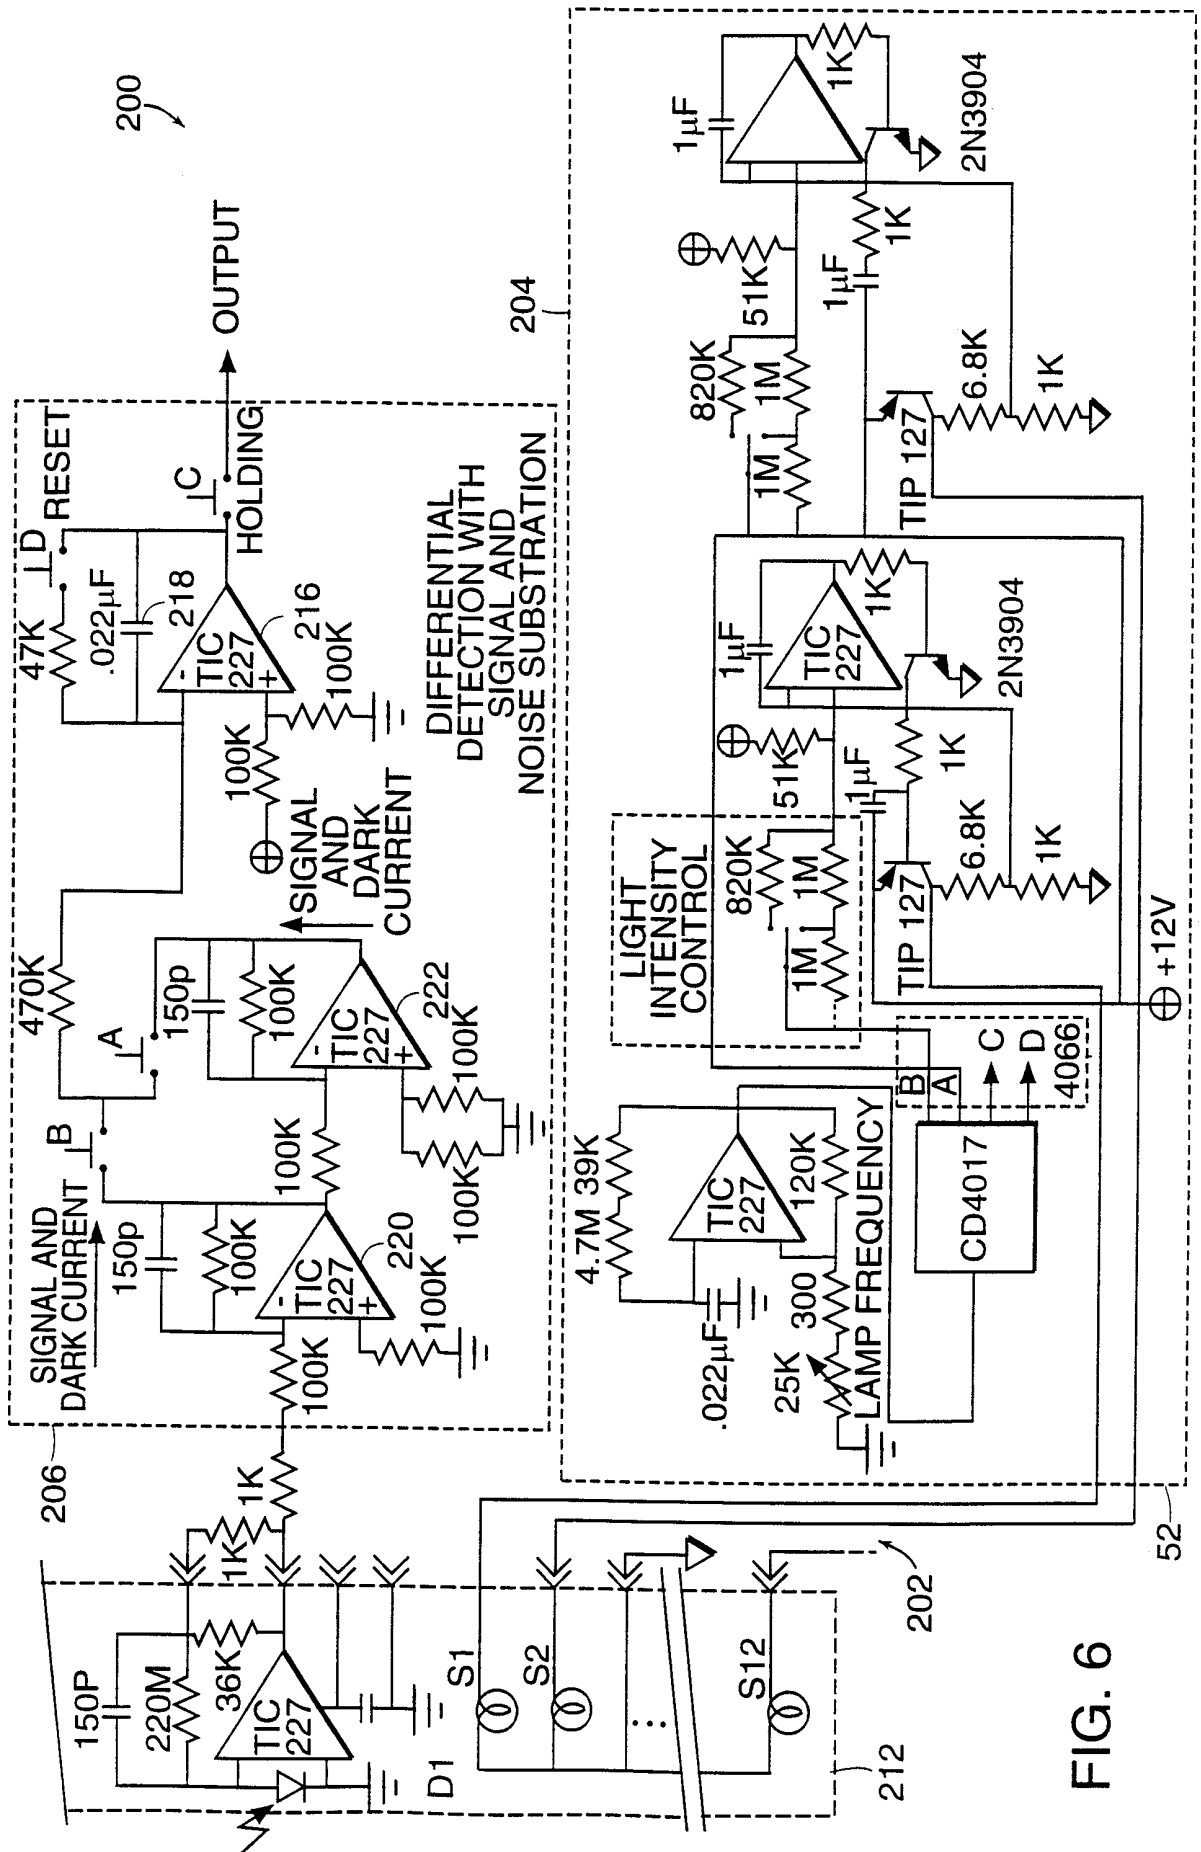 200
206
SIGNAL AND
DARK CURRENT
B
A
470K
150p
100K
100K
-
TIC
227
+
220
100K
100K
150p
100K
-
TIC
227
+
222
100K
100K
SIGNAL
AND
DARK
CURRENT
47K
D
RESET
.022µF
218
-
TIC
227
+
216
100K
100K
C
HOLDING
OUTPUT
DIFFERENTIAL
DETECTION WITH
SIGNAL AND
NOISE SUBSTRATION
1K
1K
150P
220M
36K
TIC
227
D1
S1
S2
S12
212
202
204
52
4.7M
39K
TIC
227
.022µF
120K
300
25K
LAMP FREQUENCY
CD4017
B
A
C
D
4066
LIGHT
INTENSITY
CONTROL
820K
1M
1M
51K
1µF
TIC
227
1K
2N3904
1µF
1K
TIP 127
6.8K
1K
+12V
820K
1M
1M
51K
1µF
1K
2N3904
1µF
1K
TIP 127
6.8K
1K
FIG. 6